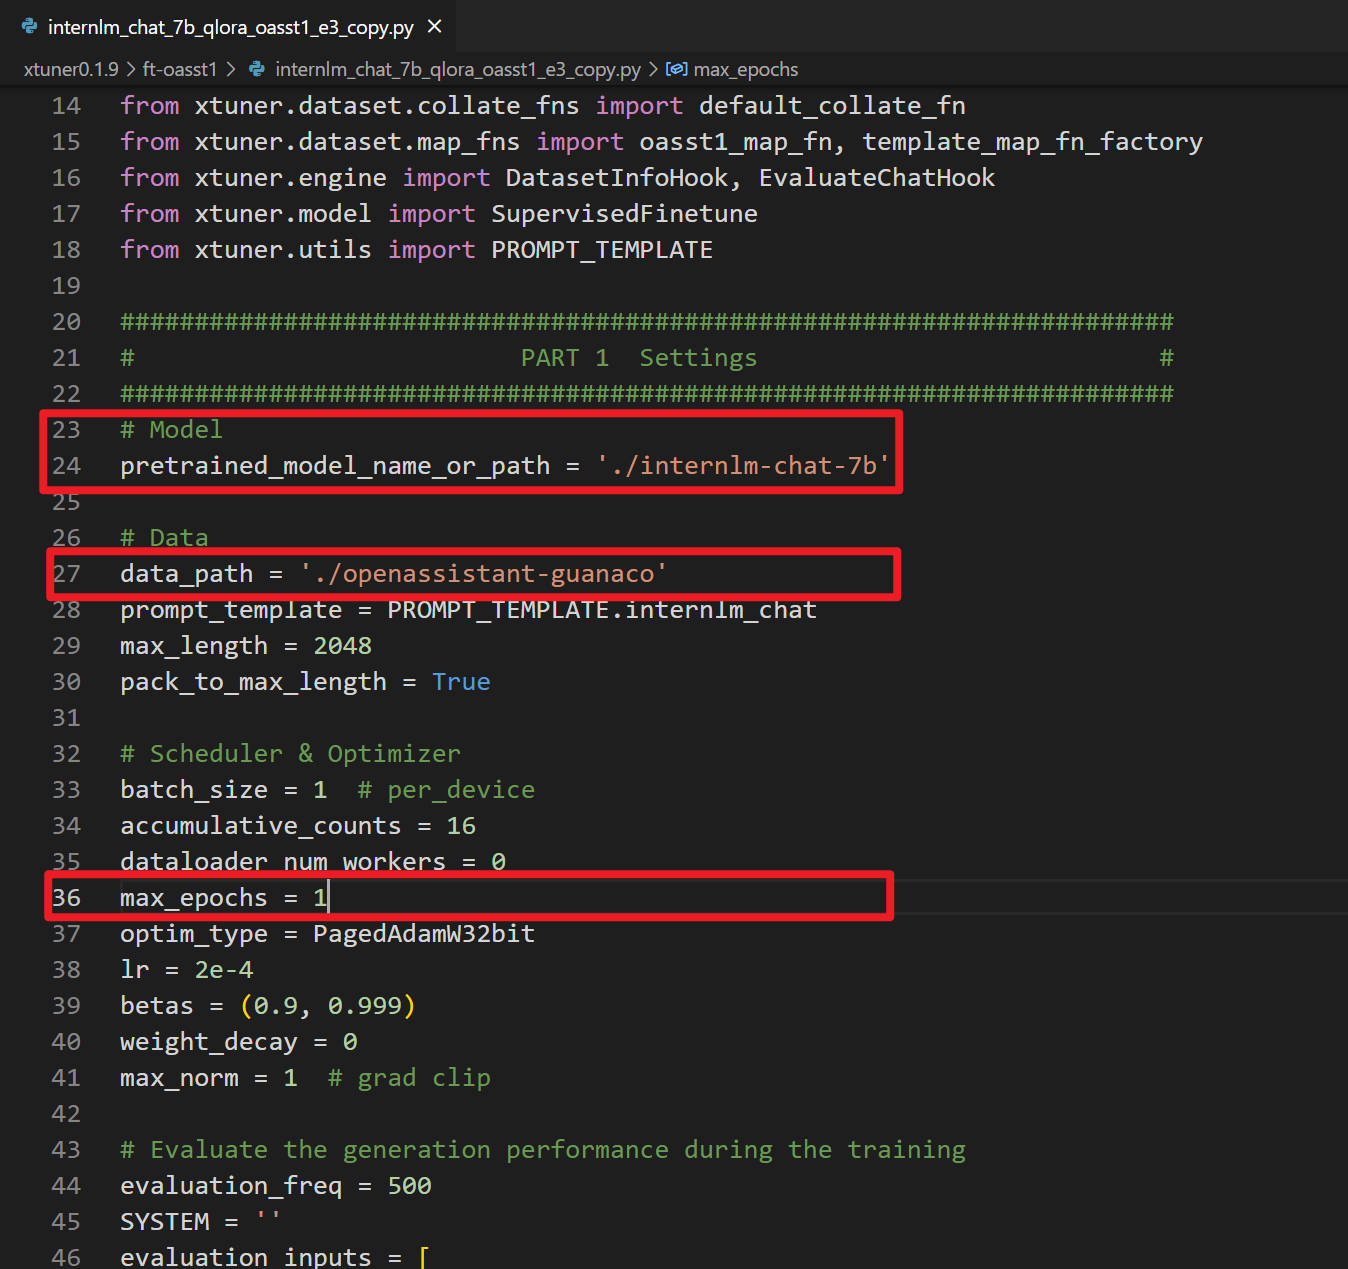 internlm_chat_7b_qlora_oasst1_e3_copy.py ×
xtuner0.1.9 > ft-oasst1 > internlm_chat_7b_qlora_oasst1_e3_copy.py > max_epochs
14 from xtuner.dataset.collate_fns import default_collate_fn
15 from xtuner.dataset.map_fns import oasst1_map_fn, template_map_fn_factory
16 from xtuner.engine import DatasetInfoHook, EvaluateChatHook
17 from xtuner.model import SupervisedFinetune
18 from xtuner.utils import PROMPT_TEMPLATE
19
20 #######################################################################
21 #                          PART 1  Settings                           #
22 #######################################################################
23 # Model
24 pretrained_model_name_or_path = './internlm-chat-7b'
25
26 # Data
27 data_path = './openassistant-guanaco'
28 prompt_template = PROMPT_TEMPLATE.internlm_chat
29 max_length = 2048
30 pack_to_max_length = True
31
32 # Scheduler & Optimizer
33 batch_size = 1  # per_device
34 accumulative_counts = 16
35 dataloader_num_workers = 0
36 max_epochs = 1
37 optim_type = PagedAdamW32bit
38 lr = 2e-4
39 betas = (0.9, 0.999)
40 weight_decay = 0
41 max_norm = 1  # grad clip
42
43 # Evaluate the generation performance during the training
44 evaluation_freq = 500
45 SYSTEM = ''
46 evaluation_inputs = [